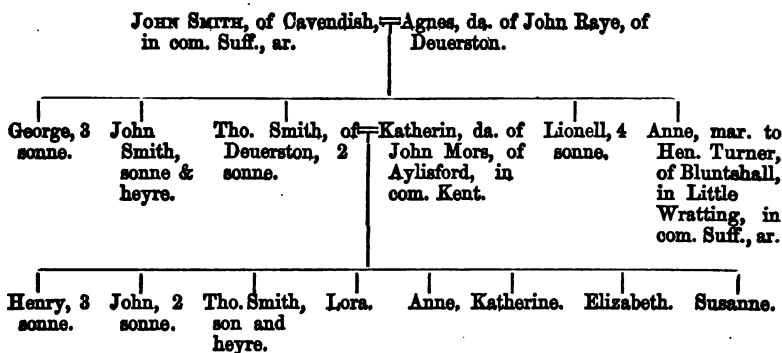 JOHN SMITH, of Cavendish,
in com. Suff., ar.
Agnes, da. of John Raye, of
Deuerston.
George, 3
sonne.
John
Smith,
sonne &
heyre.
Tho. Smith, of
Deuerston, 2
sonne.
Katherin, da. of
John Mors, of
Aylisford, in
com. Kent.
Lionell, 4
sonne.
Anne, mar. to
Hen. Turner,
of Bluntshall,
in Little
Wratting, in
com. Suff., ar.
Henry, 3
sonne.
John, 2
sonne.
Tho. Smith,
son and
heyre.
Lora.
Anne.
Katherine.
Elizabeth.
Susanne.